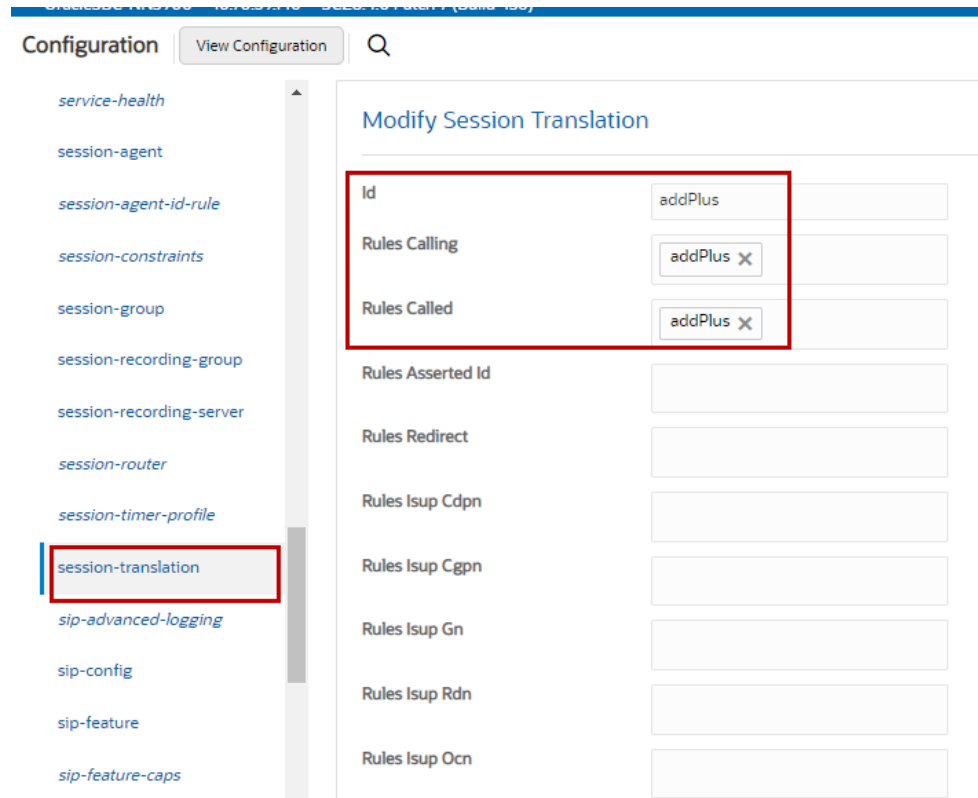 Configuration View Configuration
service-health
session-agent
session-agent-id-rule
session-constraints
session-group
session-recording-group
session-recording-server
session-router
session-timer-profile
session-translation
sip-advanced-logging
sip-config
sip-feature
sip-feature-caps
Modify Session Translation
Id addPlus
Rules Calling addPlus
Rules Called addPlus
Rules Asserted Id
Rules Redirect
Rules Isup Cdpn
Rules Isup Cgpn
Rules Isup Gn
Rules Isup Rdn
Rules Isup Ocn